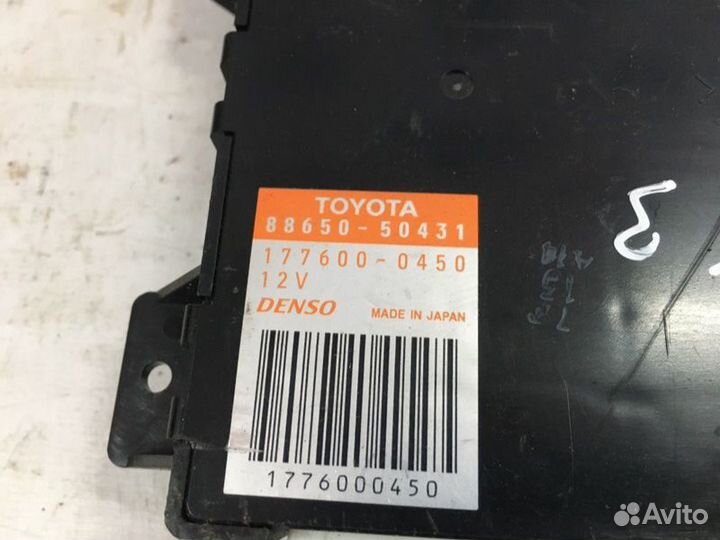 TOYOTA
88650-50431
177600-0450
12V
DENSO MADE IN JAPAN
1776000450
Avito